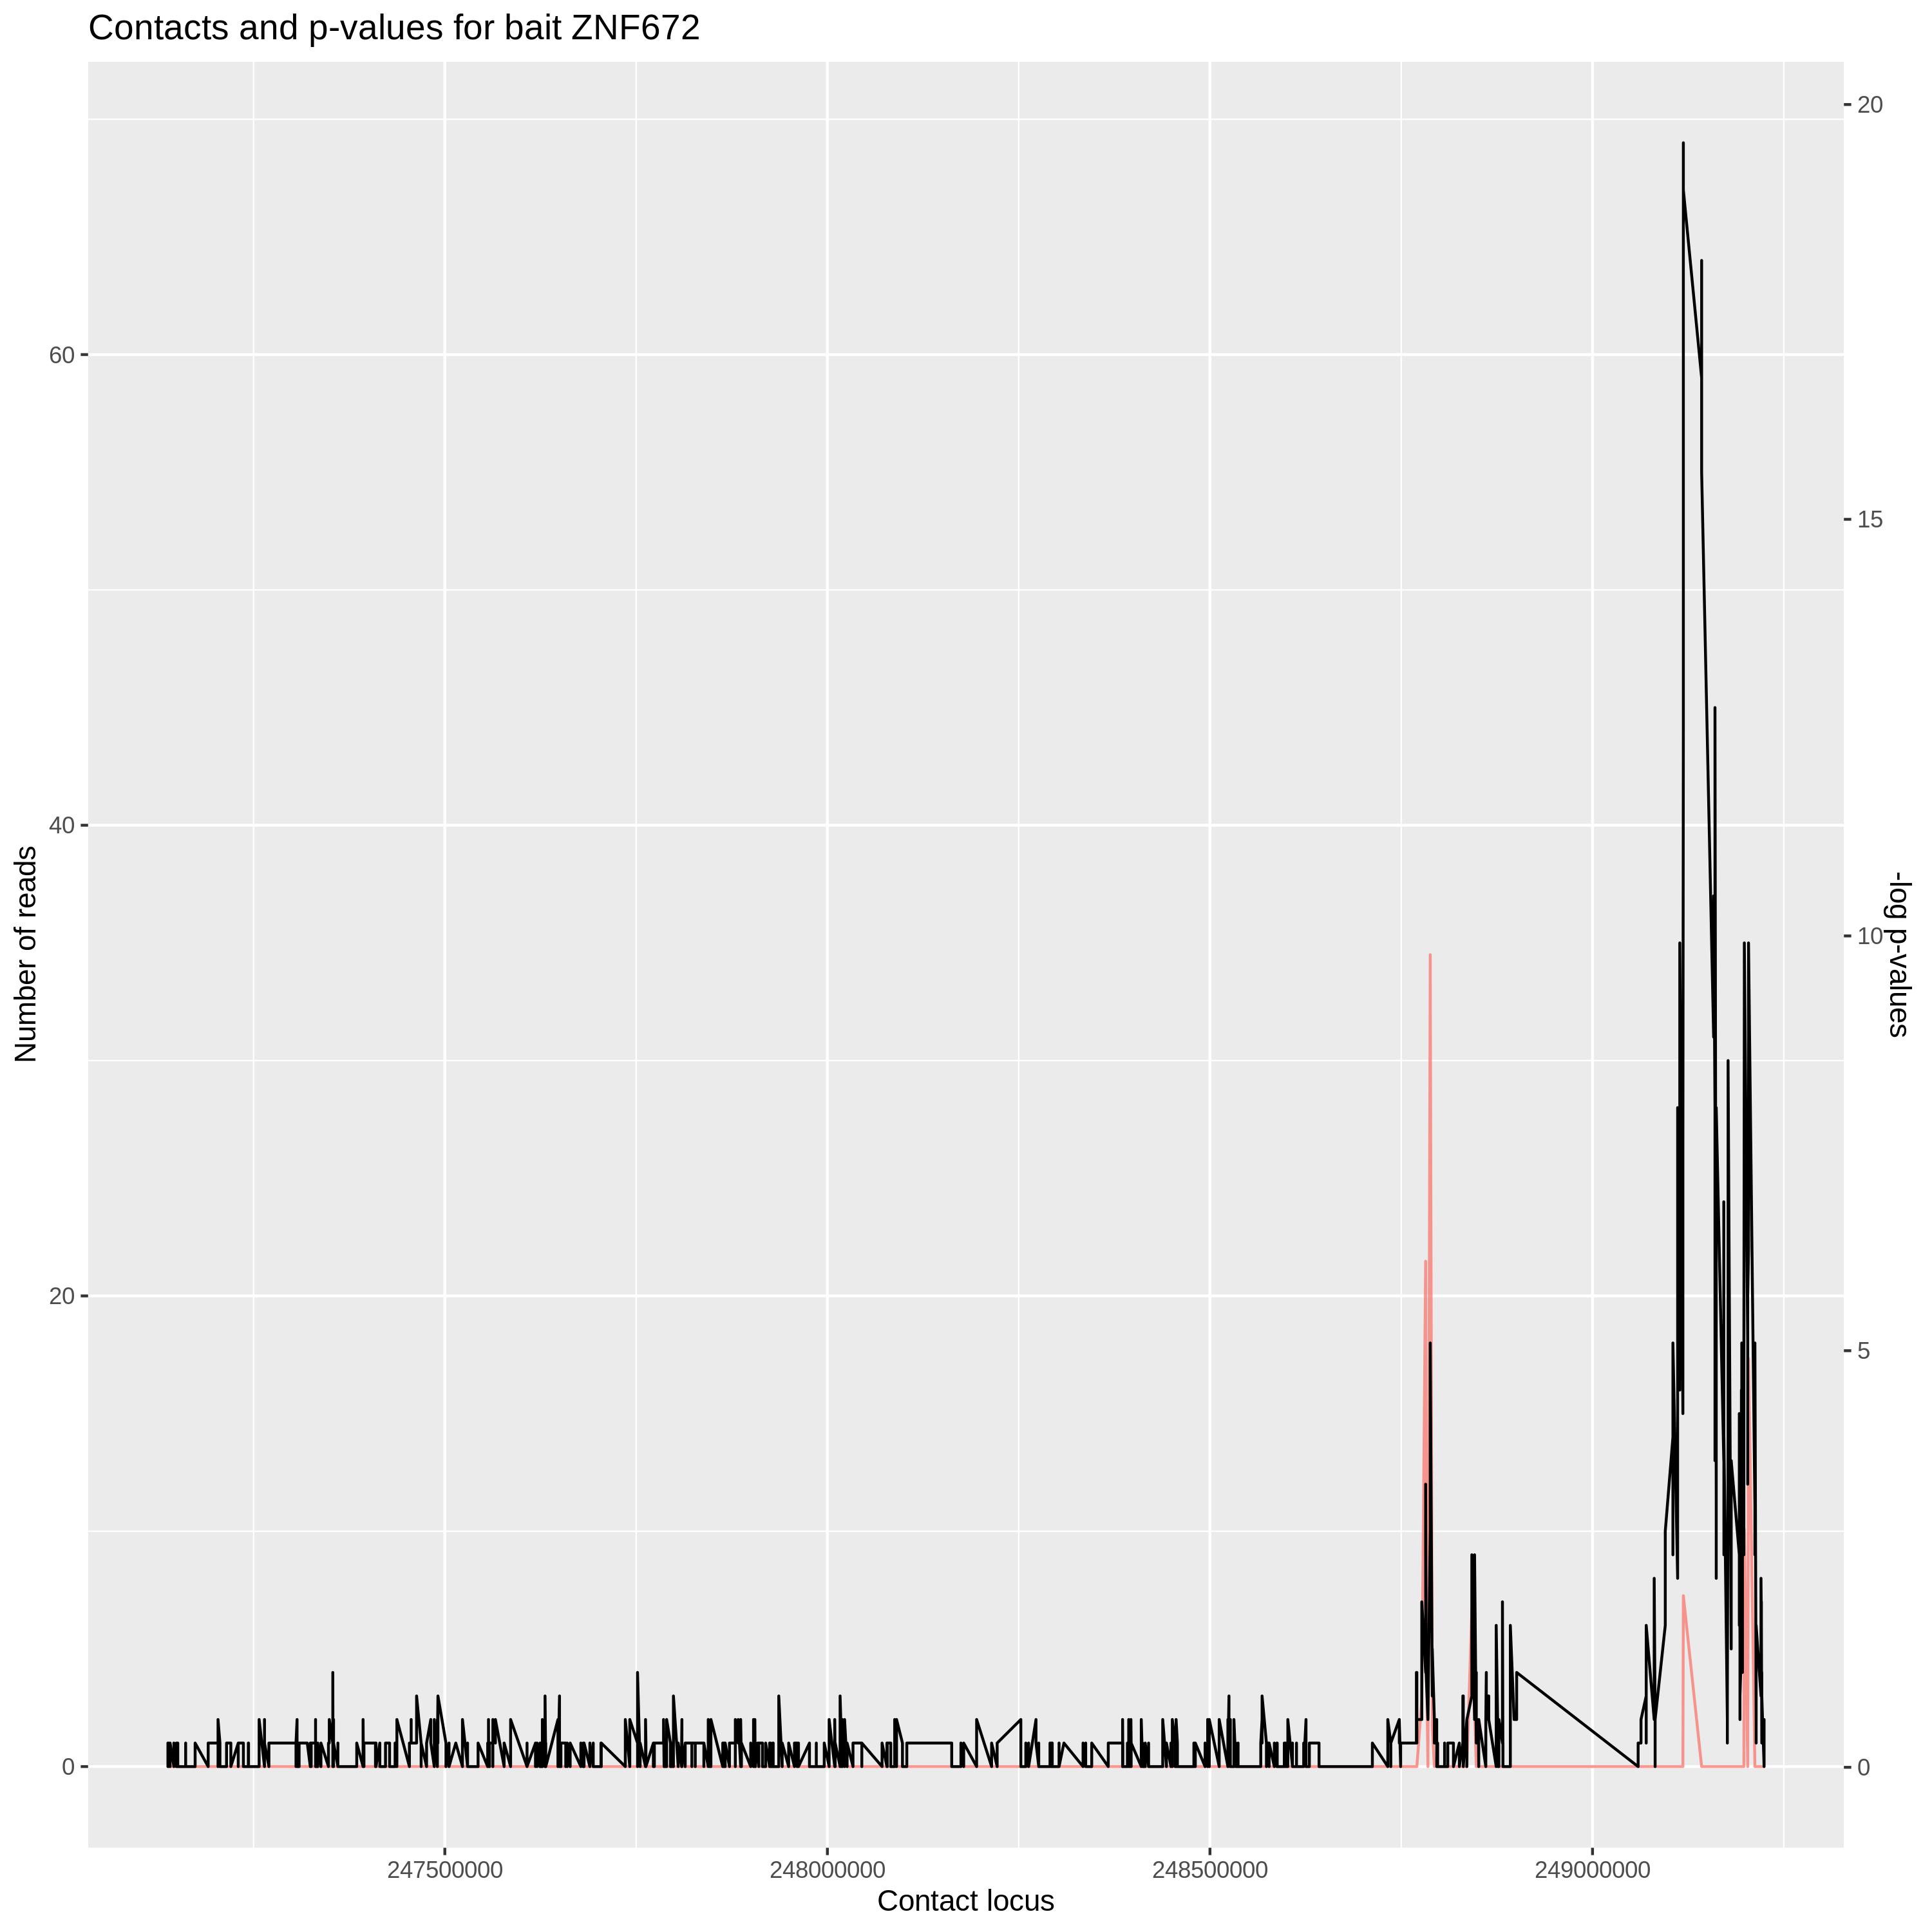 Contacts and p-values for bait ZNF672
20
60
15
40
10
20
5
0
0
Number of reads
-log p-values
247500000 248000000 248500000 249000000
Contact locus